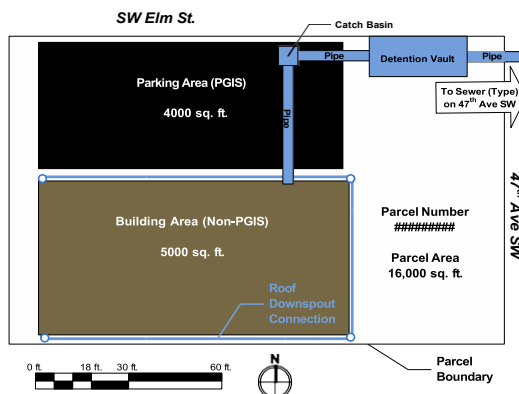 SW Elm St.
Catch Basin
Pipe
Detention Vault
Pipe
Parking Area (PGIS)
4000 sq. ft.
To Sewer (Type)
on 47th Ave SW
Pipe
47th Ave SW
Building Area (Non-PGIS)
5000 sq. ft.
Parcel Number
#########
Parcel Area
16,000 sq. ft.
Roof
Downspout
Connection
Parcel
Boundary
0 ft.
18 ft.
30 ft.
60 ft.
N